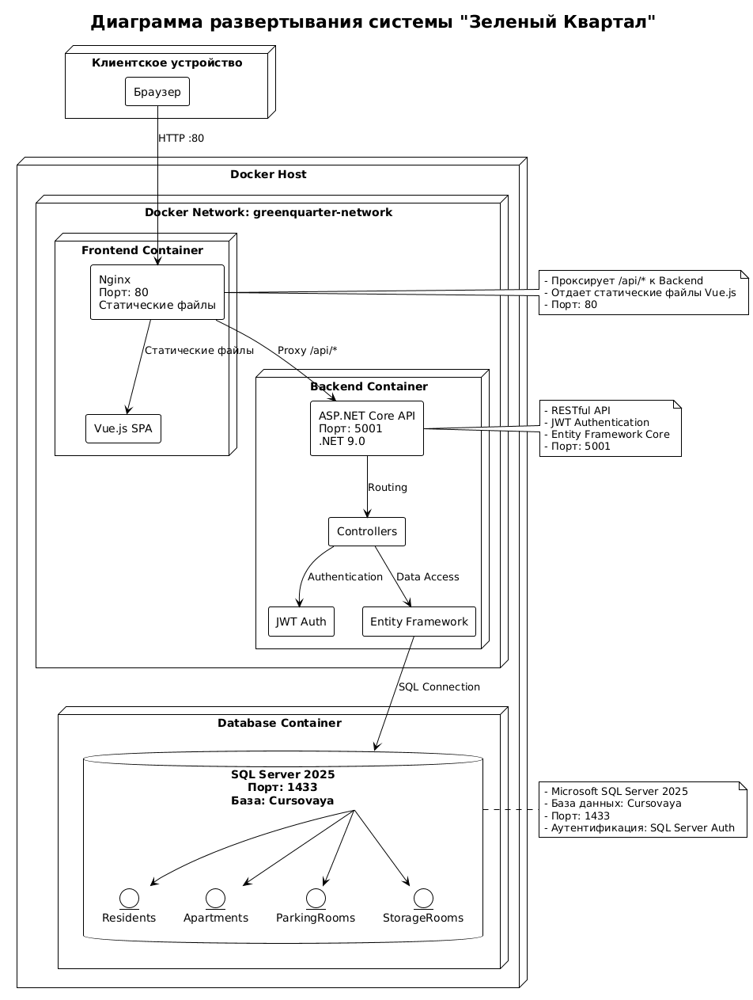 Диаграмма развертывания системы "Зеленый Квартал"
Клиентское устройство
Браузер
HTTP :80
Docker Host
Docker Network: greenquarter-network
Frontend Container
Nginx
Порт: 80
Статические файлы
- Проксирует /api/* к Backend
- Отдает статические файлы Vue.js
- Порт: 80
Статические файлы
Proxy /api/*
Backend Container
Vue.js SPA
ASP.NET Core API
Порт: 5001
.NET 9.0
- RESTful API
- JWT Authentication
- Entity Framework Core
- Порт: 5001
Routing
Controllers
Authentication
Data Access
JWT Auth
Entity Framework
SQL Connection
Database Container
SQL Server 2025
Порт: 1433
База: Cursovaya
- Microsoft SQL Server 2025
- База данных: Cursovaya
- Порт: 1433
- Аутентификация: SQL Server Auth
Residents
Apartments
ParkingRooms
StorageRooms